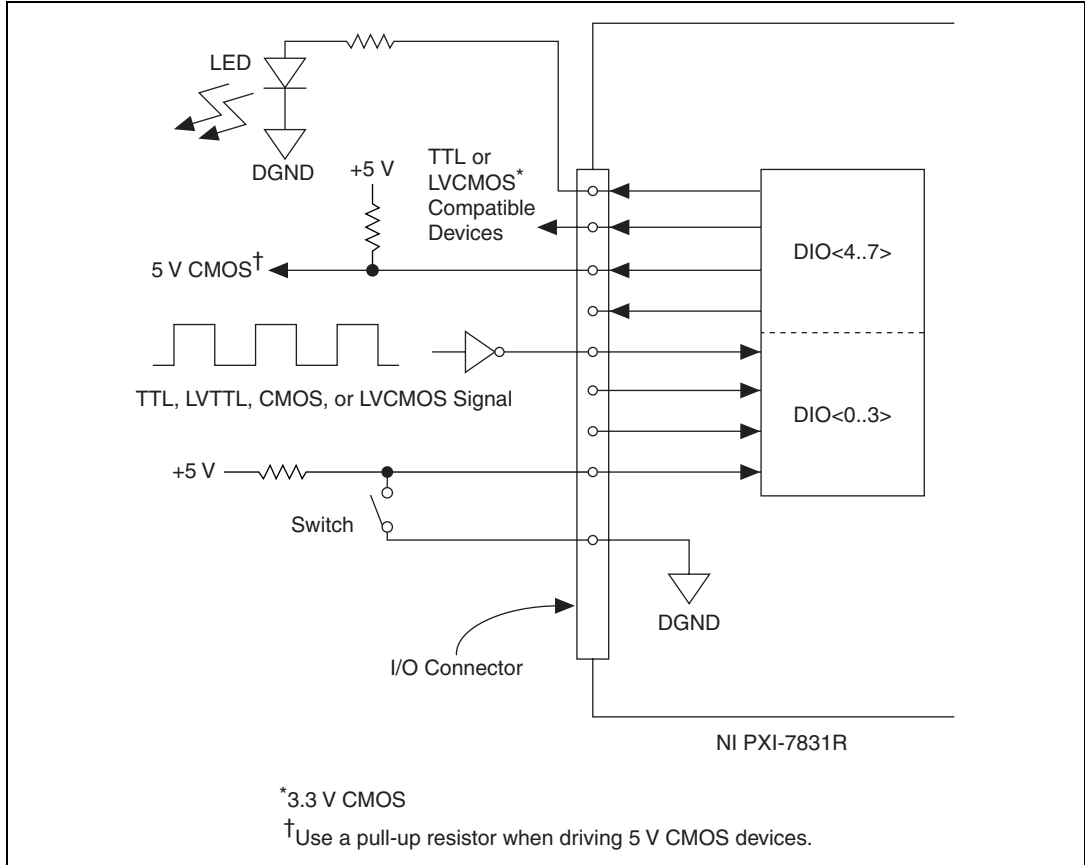 LED
DGND
+5 V
TTL or
LVCMOS*
Compatible
Devices
DIO<4..7>
5 V CMOS†
TTL, LVTTL, CMOS, or LVCMOS Signal
DIO<0..3>
+5 V
Switch
DGND
I/O Connector
NI PXI-7831R
*3.3 V CMOS
†Use a pull-up resistor when driving 5 V CMOS devices.